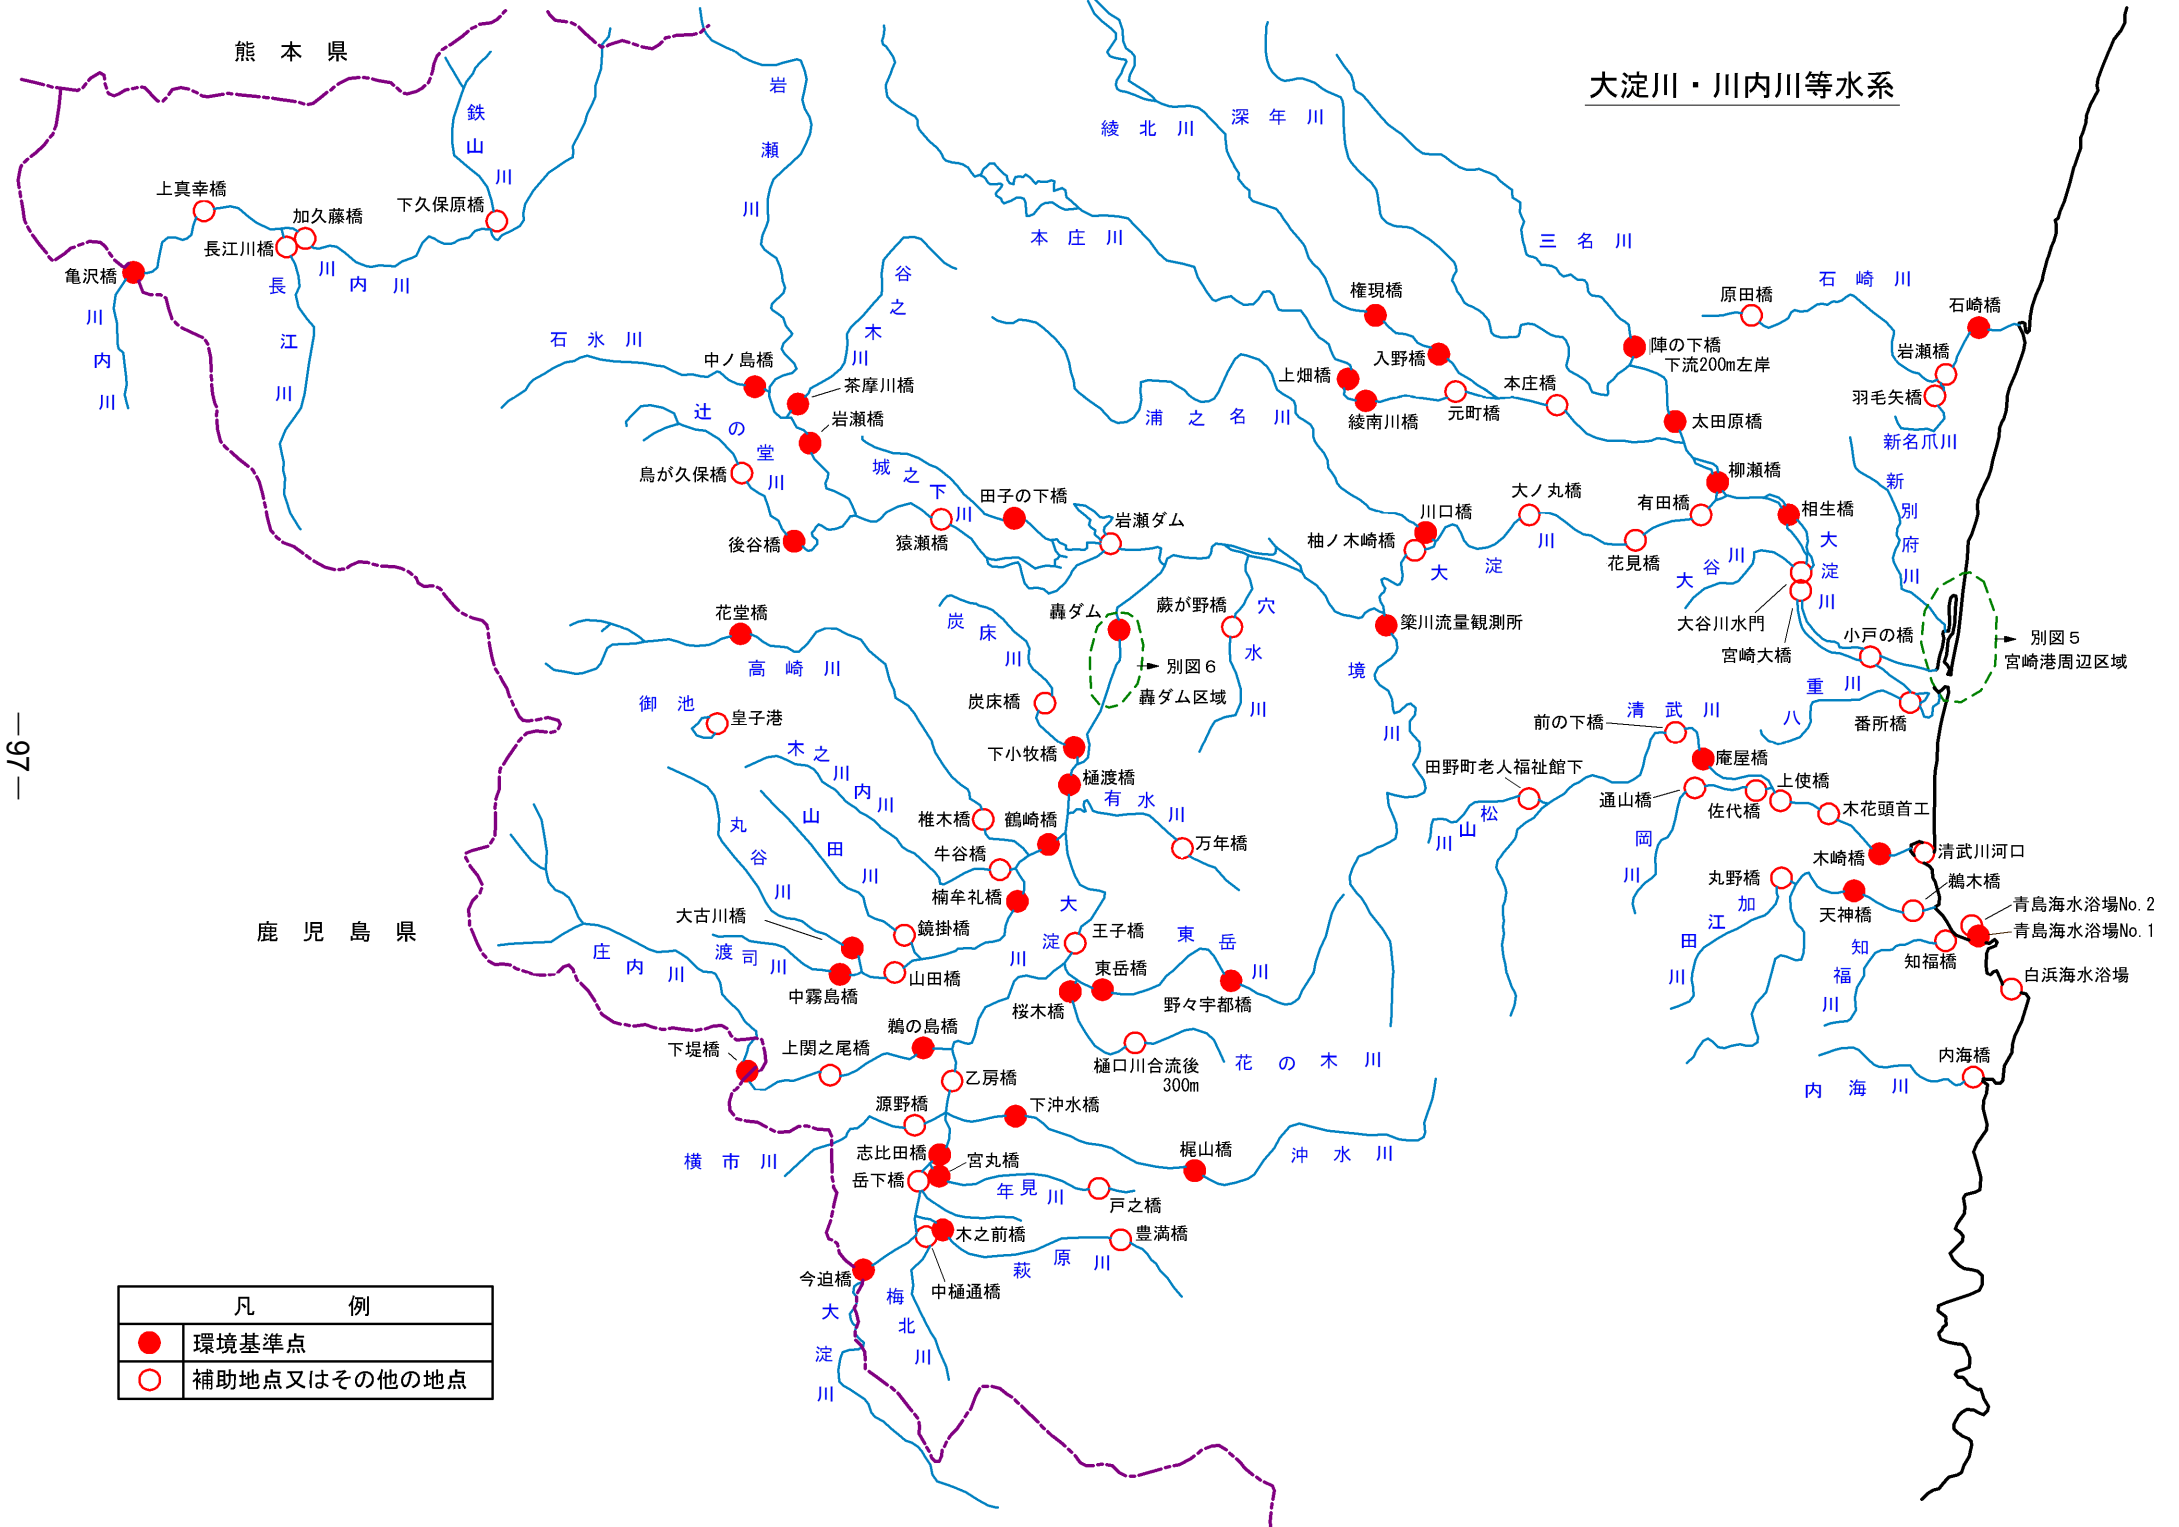 大淀川・川内川等水系
熊本県
鹿児島県
鉄山川
岩瀬川
綾北川
深年川
本庄川
三名川
石崎川
上真幸橋
加久藤橋
下久保原橋
長江川橋
亀沢橋
川内川
長江川
川内川
谷之木川
石氷川
中ノ島橋
茶摩川橋
岩瀬橋
辻の堂川
鳥が久保橋
後谷橋
城之下川
猿瀬橋
田子の下橋
岩瀬ダム
権現橋
入野橋
上畑橋
綾南川橋
元町橋
本庄橋
浦之名川
陣の下橋
下流200m左岸
太田原橋
原田橋
石崎橋
岩瀬橋
羽毛矢橋
新名爪川
新別府川
柳瀬橋
有田橋
相生橋
大ノ丸橋
川口橋
柚ノ木崎橋
花見橋
大淀川
大淀川
大谷川
大谷川水門
宮崎大橋
小戸の橋
別図5
宮崎港周辺区域
八重川
番所橋
花堂橋
高崎川
炭床川
炭床橋
轟ダム
別図6
轟ダム区域
蕨が野橋
穴水川
簗川流量観測所
境川
御池
皇子港
木之川内川
下小牧橋
樋渡橋
有水川
万年橋
山田川
丸谷川
椎木橋
鶴崎橋
牛谷橋
楠牟礼橋
大古川橋
鏡掛橋
渡司川
中霧島橋
山田橋
庄内川
大淀川
王子橋
東岳橋
東岳川
野々宇都橋
桜木橋
樋口川合流後
300m
花の木川
鵜の島橋
下堤橋
上関之尾橋
乙房橋
源野橋
下沖水橋
横市川
志比田橋
宮丸橋
岳下橋
年見川
戸之橋
梶山橋
沖水川
木之前橋
豊満橋
萩原川
中樋通橋
今迫橋
梅北川
大淀川
前の下橋
清武川
田野町老人福祉館下
松山川
庵屋橋
通山橋
佐代橋
上使橋
木花頭首工
岡川
木崎橋
清武川河口
丸野橋
天神橋
鵜木橋
加江田川
青島海水浴場No.2
青島海水浴場No.1
知福川
知福橋
白浜海水浴場
内海橋
内海川
凡例
環境基準点
補助地点又はその他の地点
—97—